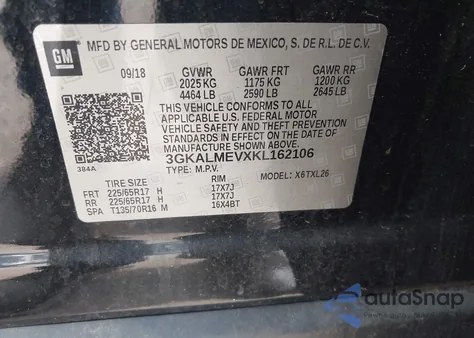 GM
MFD BY GENERAL MOTORS DE MEXICO, S. DE R.L. DE C.V.
09/18 GVWR GAWR FRT GAWR RR
2025 KG 1175 KG 1200 KG
4464 LB 2590 LB 2645 LB
THIS VEHICLE CONFORMS TO ALL
APPLICABLE U.S. FEDERAL MOTOR
VEHICLE SAFETY, BUMPER, AND THEFT
PREVENTION STANDARDS
IN EFFECT ON THE DATE OF
MANUFACTURE SHOWN ABOVE.
3GKALMEVXKL162106
384A TYPE: M.P.V. MODEL: X6TXL26
TIRE SIZE RIM
FRT 225/65R17 H 17X7J
RR 225/65R17 H 17X7J
SPA T135/70R16 M 16X4BT
autaSnap